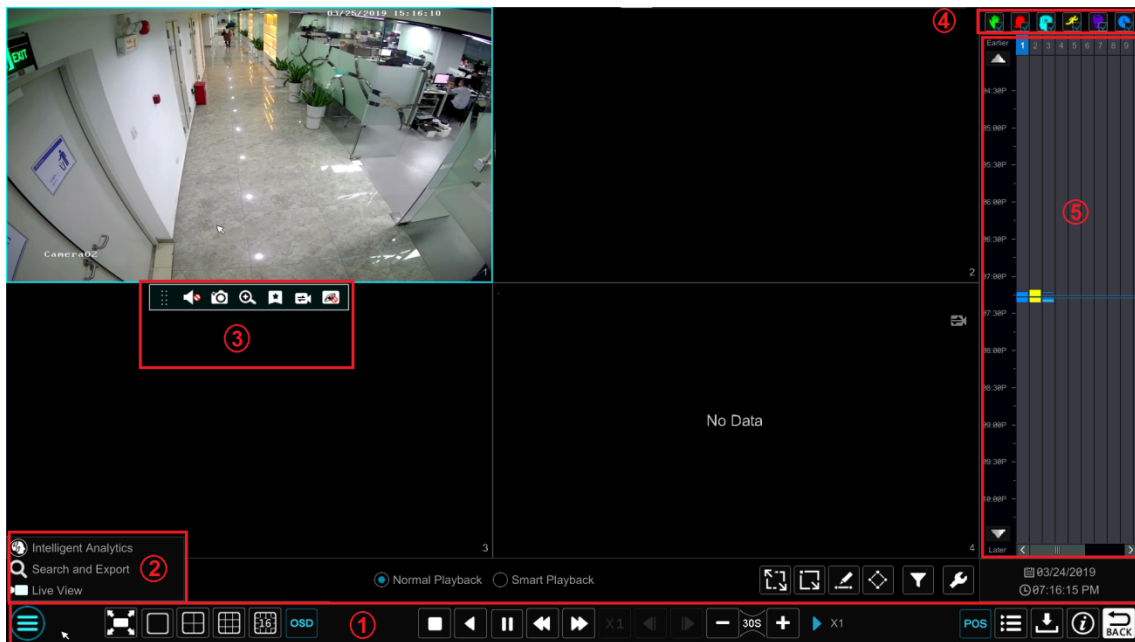 03/25/2019 15:16:10
EXIT
Camera02
1
2
3
4
No Data
④
Earlier
1 2 3 4 5 6 7 8 9
04:30P
05:00P
05:30P
06:00P
06:30P
07:00P
07:30P
08:00P
08:30P
09:00P
09:30P
10:00P
Later
⑤
③
Intelligent Analytics
Search and Export
Live View
②
Normal Playback Smart Playback
03/24/2019
07:16:15 PM
16 OSD ① X1 30S X1 POS BACK